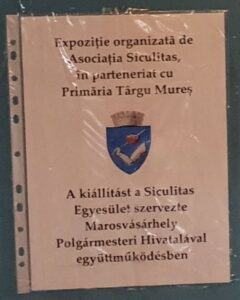 Expoziție organizată de
Asociația Siculitas,
în parteneriat cu
Primăria Târgu Mureș
A kiállítást a Siculitas
Egyesület szervezte
Marosvásárhely
Polgármesteri Hivatalával
együttműködésben